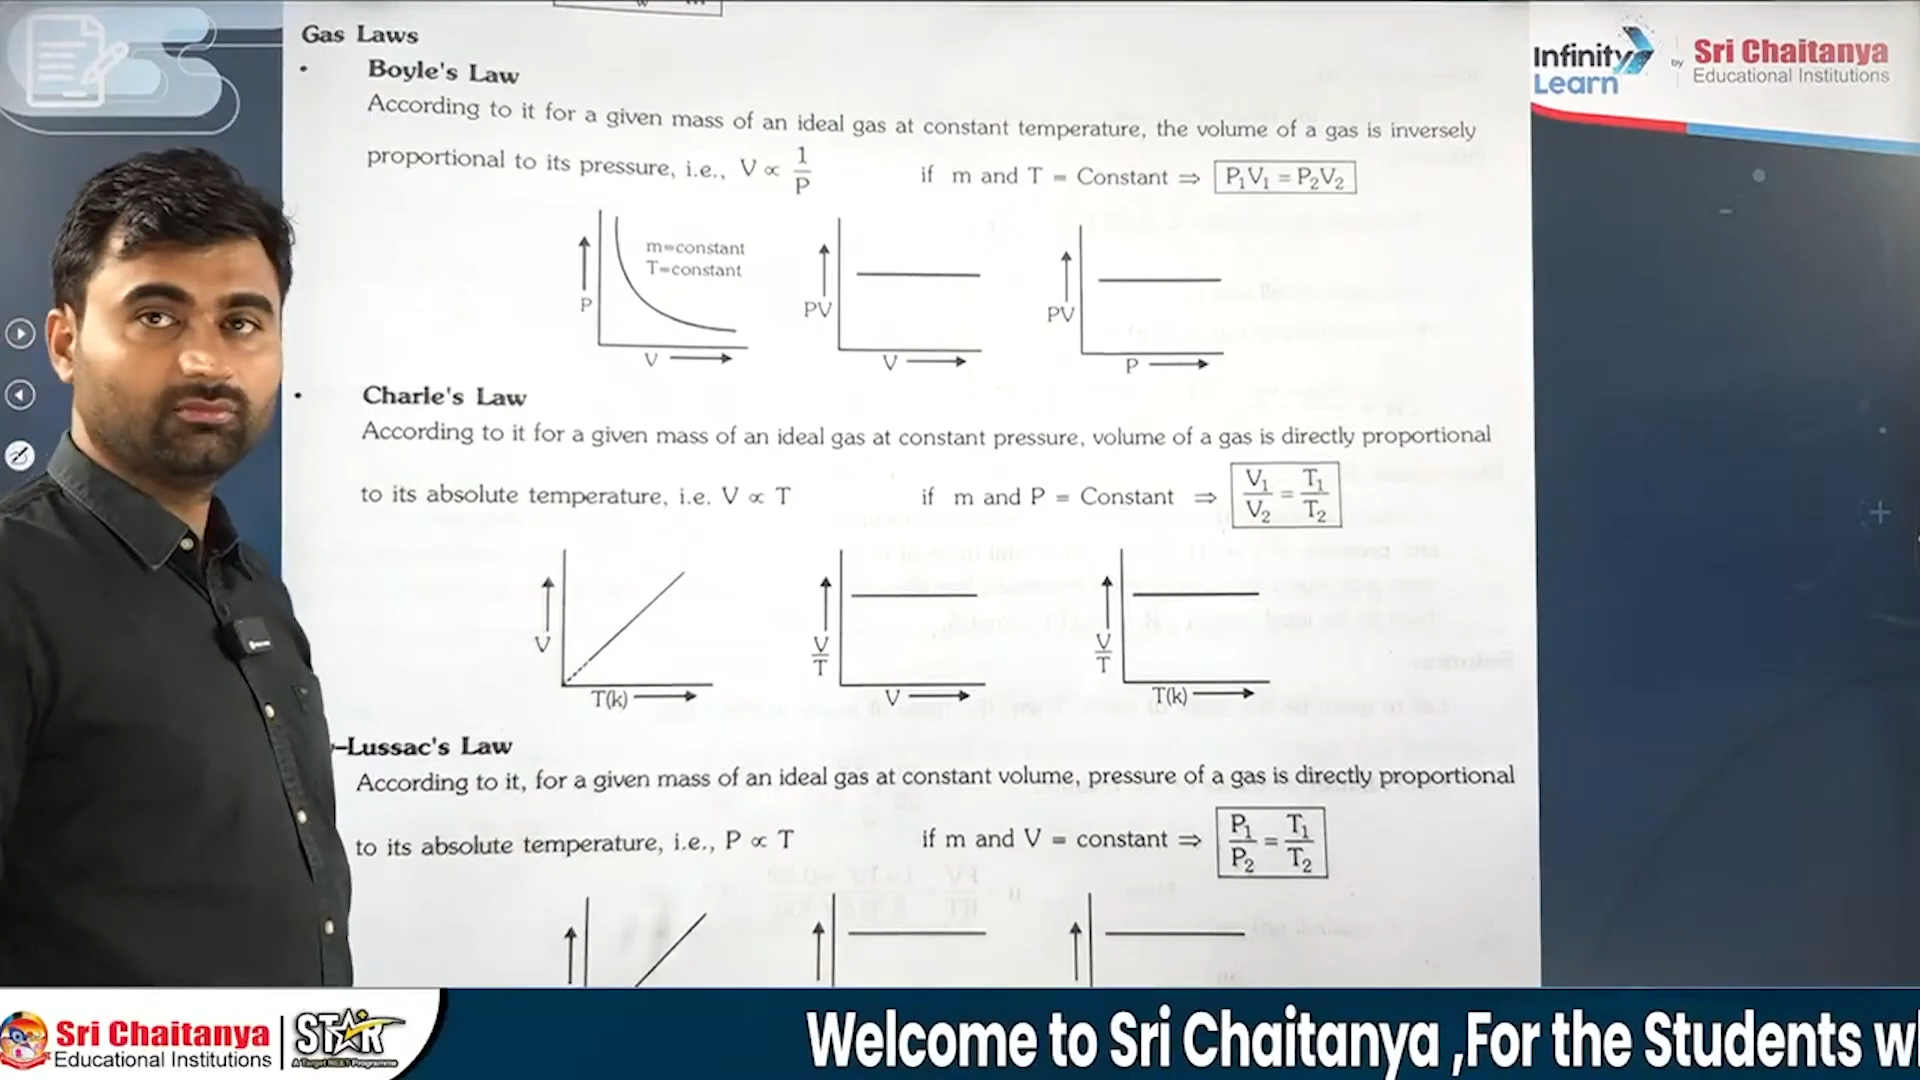 Gas Laws
• Boyle's Law
According to it for a given mass of an ideal gas at constant temperature, the volume of a gas is inversely
proportional to its pressure, i.e., V ∝ 1/P if m and T = Constant ⇒ P₁V₁ = P₂V₂
m=constant
T=constant
P
V
PV
V
PV
P
• Charle's Law
According to it for a given mass of an ideal gas at constant pressure, volume of a gas is directly proportional
to its absolute temperature, i.e. V ∝ T if m and P = Constant ⇒ V₁/V₂ = T₁/T₂
V
T(k)
V/T
V
V/T
T(k)
-Lussac's Law
According to it, for a given mass of an ideal gas at constant volume, pressure of a gas is directly proportional
to its absolute temperature, i.e., P ∝ T if m and V = constant ⇒ P₁/P₂ = T₁/T₂
Infinity Learn by Sri Chaitanya
Educational Institutions
Sri Chaitanya
Educational Institutions
STAR
Welcome to Sri Chaitanya ,For the Students w